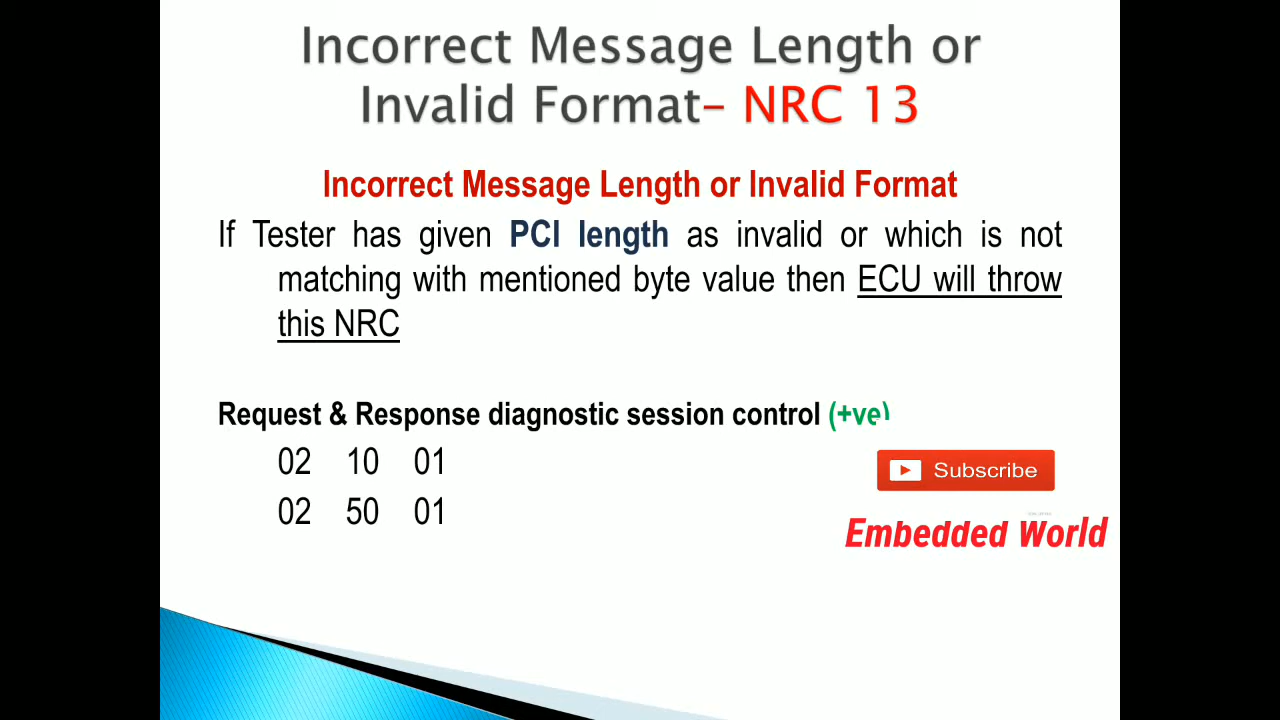 Incorrect Message Length or
Invalid Format– NRC 13
Incorrect Message Length or Invalid Format
If Tester has given PCI length as invalid or which is not
matching with mentioned byte value then ECU will throw
this NRC
Request & Response diagnostic session control (+ve)
02 10 01
Subscribe
02 50 01
Embedded World